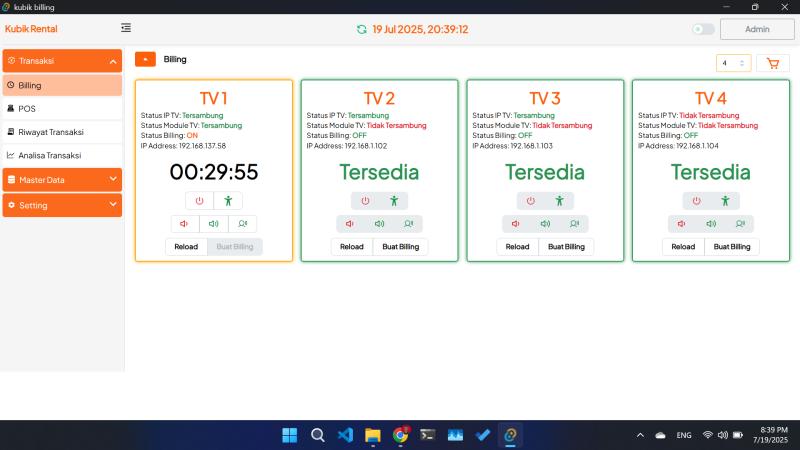 kubik billing
Kubik Rental
19 Jul 2025, 20:39:12
Admin
Transaksi
Billing
POS
Riwayat Transaksi
Analisa Transaksi
Master Data
Setting
Billing
4
TV 1
Status IP TV: Tersambung
Status Module TV: Tersambung
Status Billing: ON
IP Address: 192.168.137.58
00:29:55
Reload
Buat Billing
TV 2
Status IP TV: Tersambung
Status Module TV: Tidak Tersambung
Status Billing: OFF
IP Address: 192.168.1.102
Tersedia
Reload
Buat Billing
TV 3
Status IP TV: Tersambung
Status Module TV: Tidak Tersambung
Status Billing: OFF
IP Address: 192.168.1.103
Tersedia
Reload
Buat Billing
TV 4
Status IP TV: Tidak Tersambung
Status Module TV: Tidak Tersambung
Status Billing: OFF
IP Address: 192.168.1.104
Tersedia
Reload
Buat Billing
ENG
8:39 PM
7/19/2025